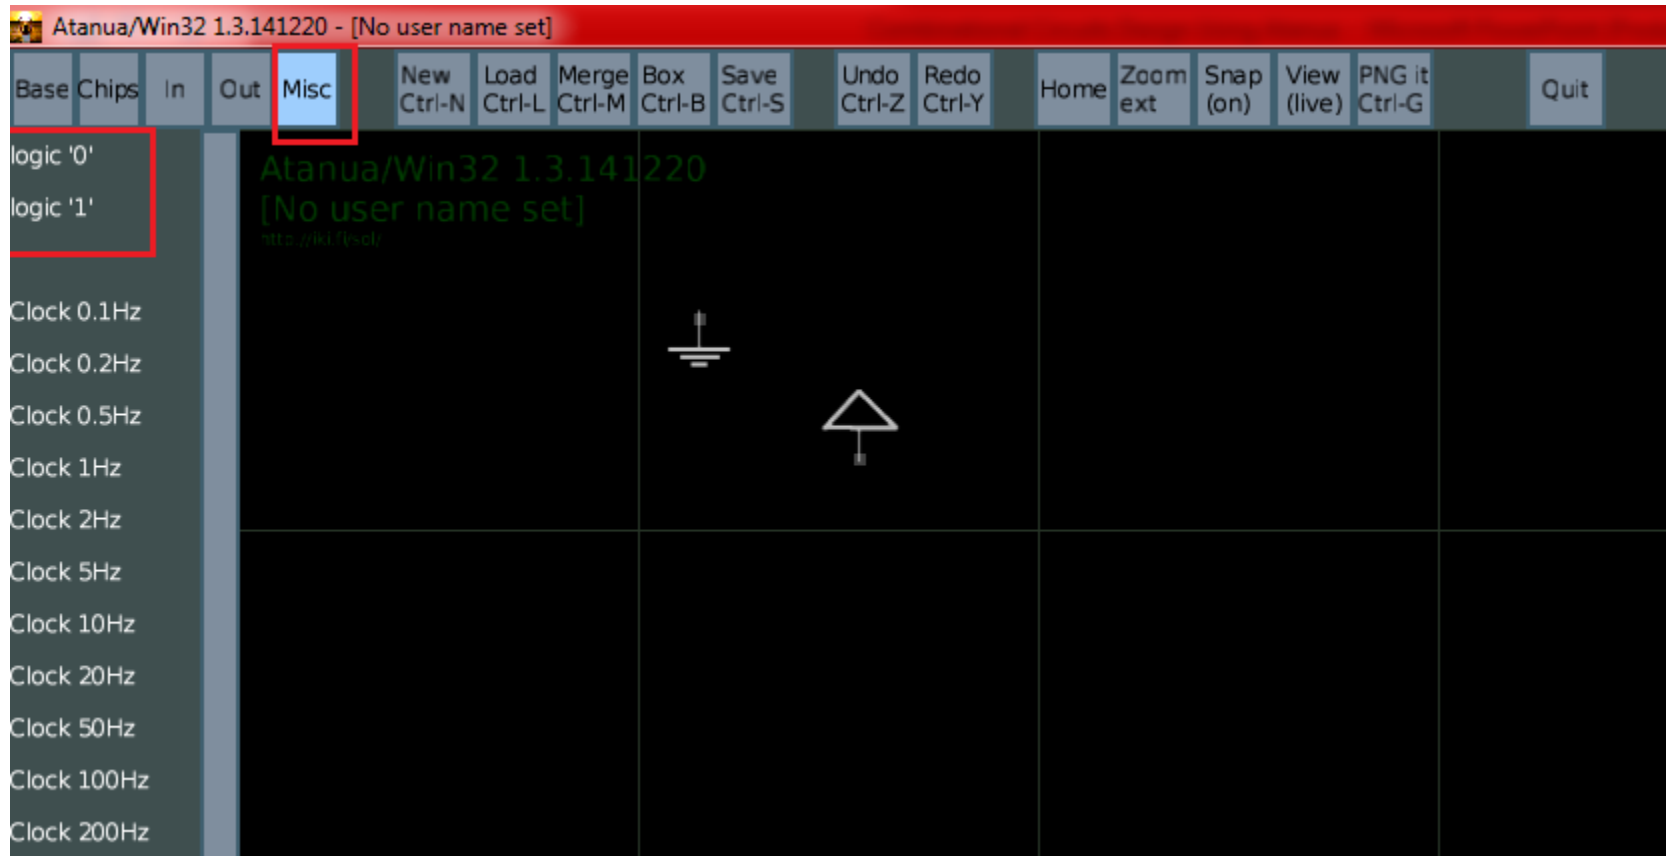 Atanua/Win32 1.3.141220 - [No user name set]
Base Chips In Out Misc
New Ctrl-N
Load Ctrl-L
Merge Ctrl-M
Box Ctrl-B
Save Ctrl-S
Undo Ctrl-Z
Redo Ctrl-Y
Home
Zoom ext
Snap (on)
View (live)
PNG it Ctrl-G
Quit
logic '0'
logic '1'
Clock 0.1Hz
Clock 0.2Hz
Clock 0.5Hz
Clock 1Hz
Clock 2Hz
Clock 5Hz
Clock 10Hz
Clock 20Hz
Clock 50Hz
Clock 100Hz
Clock 200Hz
Atanua/Win32 1.3.141220
[No user name set]
http://iki.fi/sol/